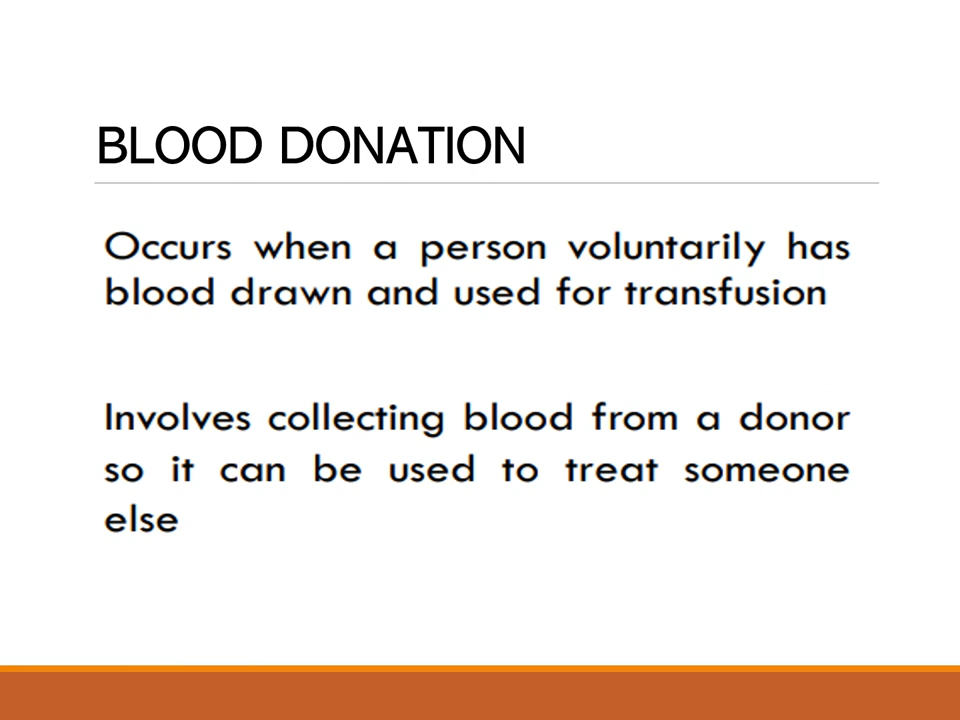 BLOOD DONATION
Occurs when a person voluntarily has
blood drawn and used for transfusion
Involves collecting blood from a donor
so it can be used to treat someone
else